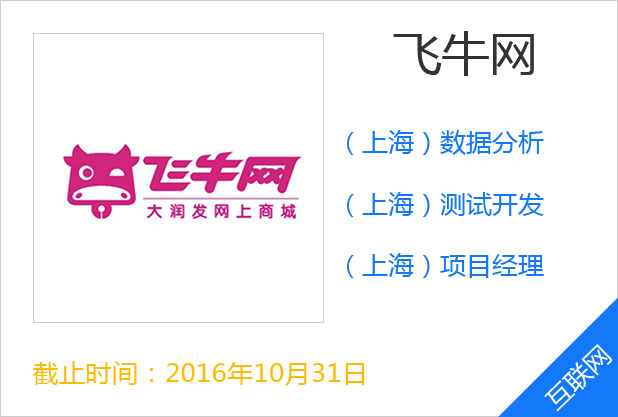 飞牛网
飞牛网
大润发网上商城
（上海）数据分析
（上海）测试开发
（上海）项目经理
截止时间：2016年10月31日
互联网